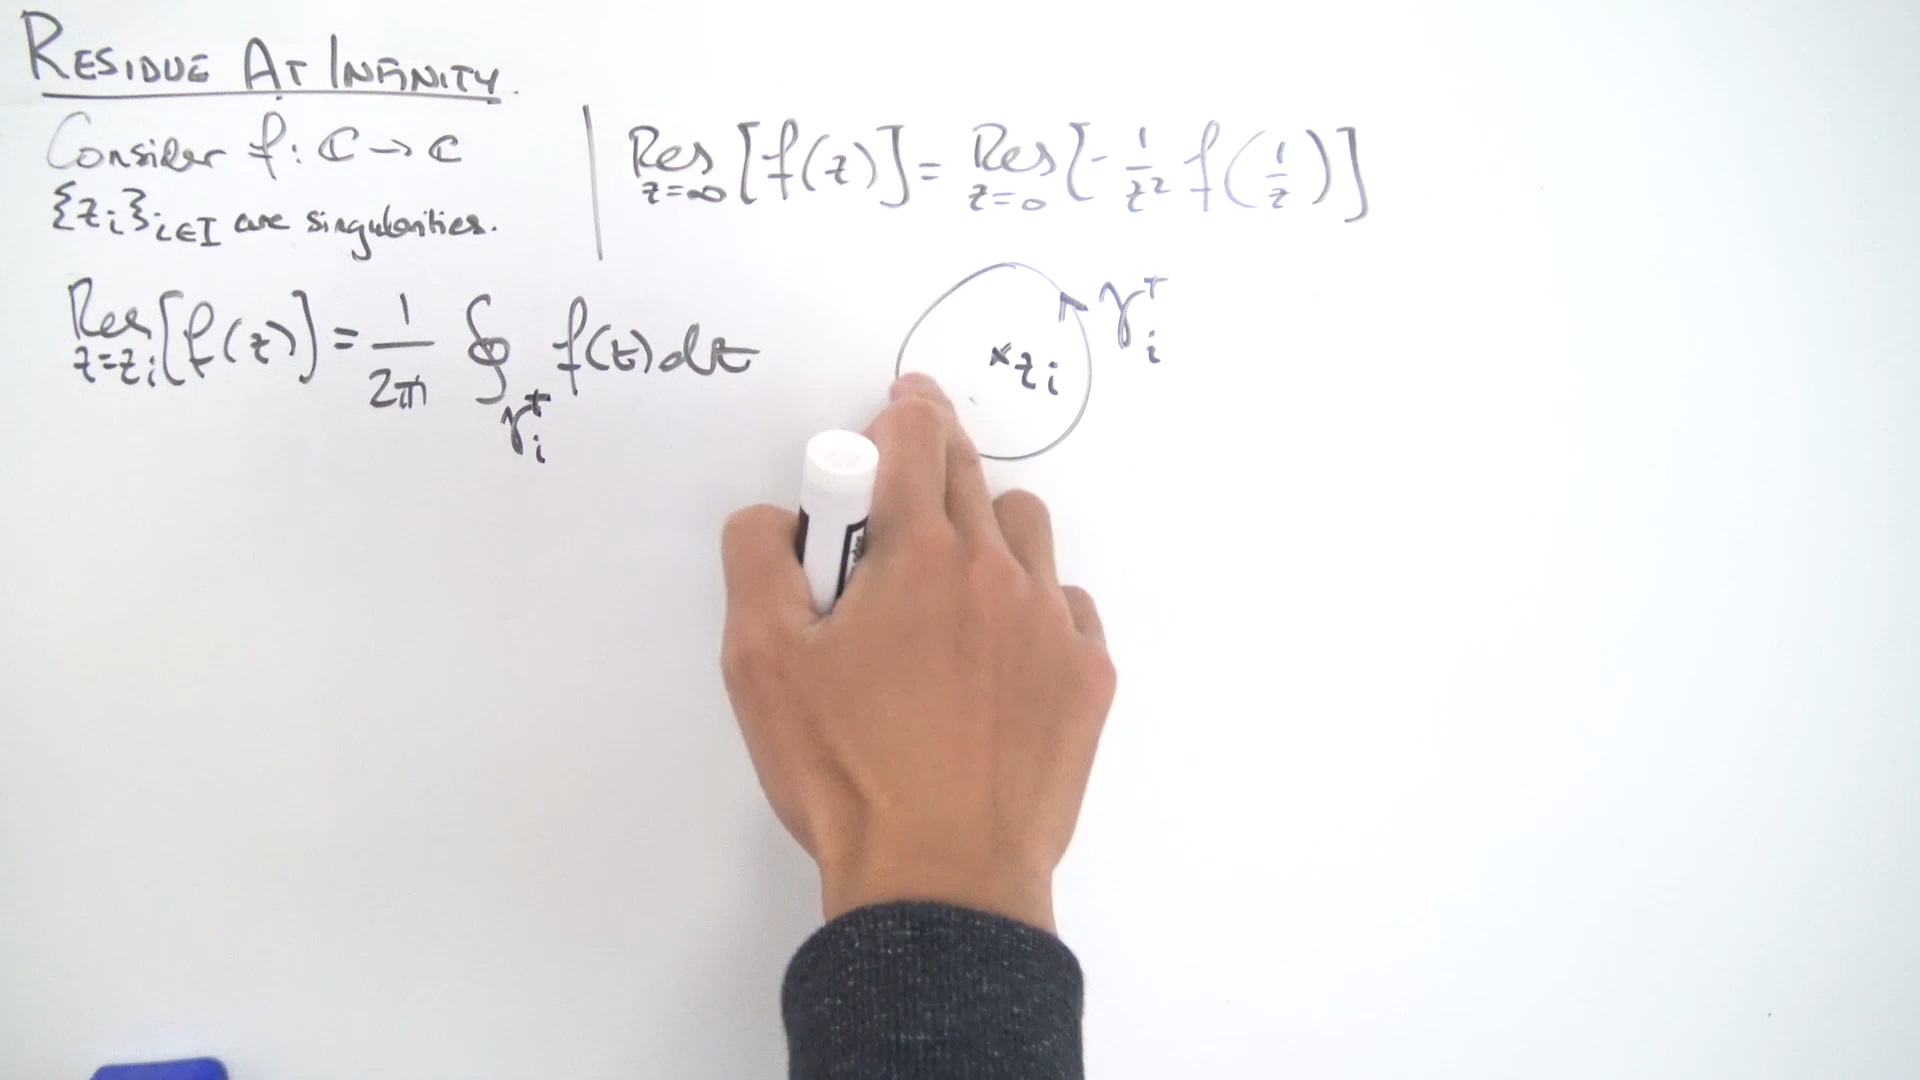 RESIDUE AT INFINITY.
Consider f: ℂ → ℂ
{z_i}_{i∈I} are singularities.
Res_{z=∞} [f(z)] = Res_{z=0} [-1/z² f(1/z)]
Res_{z=z_i} [f(z)] = 1/2πi ∮_{γ_i^+} f(t)dt
×z_i
γ_i^+